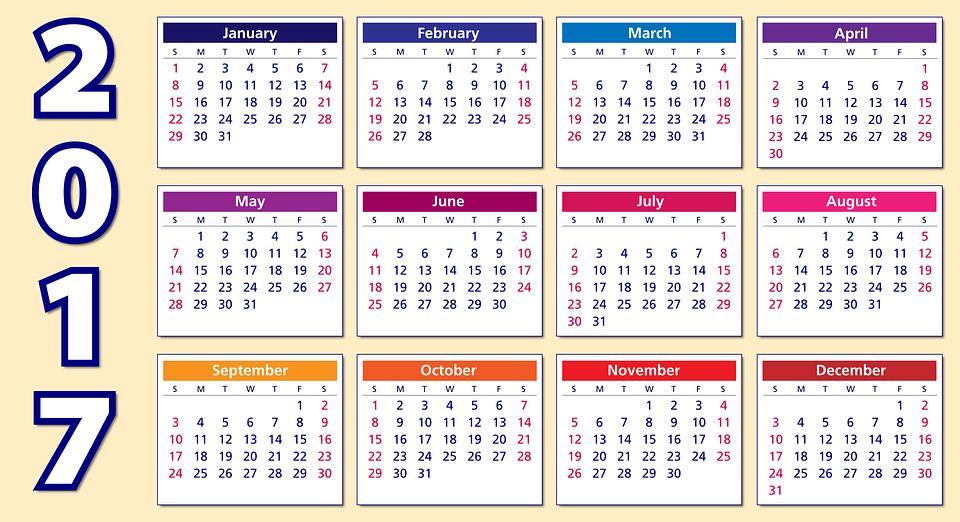 2017
January
S M T W T F S
1 2 3 4 5 6 7
8 9 10 11 12 13 14
15 16 17 18 19 20 21
22 23 24 25 26 27 28
29 30 31
February
S M T W T F S
1 2 3 4
5 6 7 8 9 10 11
12 13 14 15 16 17 18
19 20 21 22 23 24 25
26 27 28
March
S M T W T F S
1 2 3 4
5 6 7 8 9 10 11
12 13 14 15 16 17 18
19 20 21 22 23 24 25
26 27 28 29 30 31
April
S M T W T F S
1
2 3 4 5 6 7 8
9 10 11 12 13 14 15
16 17 18 19 20 21 22
23 24 25 26 27 28 29
30
May
S M T W T F S
1 2 3 4 5 6
7 8 9 10 11 12 13
14 15 16 17 18 19 20
21 22 23 24 25 26 27
28 29 30 31
June
S M T W T F S
1 2 3
4 5 6 7 8 9 10
11 12 13 14 15 16 17
18 19 20 21 22 23 24
25 26 27 28 29 30
July
S M T W T F S
1
2 3 4 5 6 7 8
9 10 11 12 13 14 15
16 17 18 19 20 21 22
23 24 25 26 27 28 29
30 31
August
S M T W T F S
1 2 3 4 5
6 7 8 9 10 11 12
13 14 15 16 17 18 19
20 21 22 23 24 25 26
27 28 29 30 31
September
S M T W T F S
1 2
3 4 5 6 7 8 9
10 11 12 13 14 15 16
17 18 19 20 21 22 23
24 25 26 27 28 29 30
October
S M T W T F S
1 2 3 4 5 6 7
8 9 10 11 12 13 14
15 16 17 18 19 20 21
22 23 24 25 26 27 28
29 30 31
November
S M T W T F S
1 2 3 4
5 6 7 8 9 10 11
12 13 14 15 16 17 18
19 20 21 22 23 24 25
26 27 28 29 30
December
S M T W T F S
1 2
3 4 5 6 7 8 9
10 11 12 13 14 15 16
17 18 19 20 21 22 23
24 25 26 27 28 29 30
31